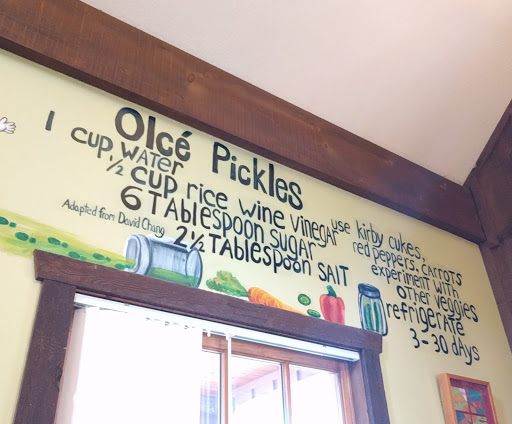 Olcé Pickles
1 cup water
½ cup rice wine vinegar
6 Tablespoon sugar
Adapted from David Chang
2½ Tablespoon salt
use kirby cukes,
red peppers, carrots
experiment with
other veggies
refrigerate
3-30 days